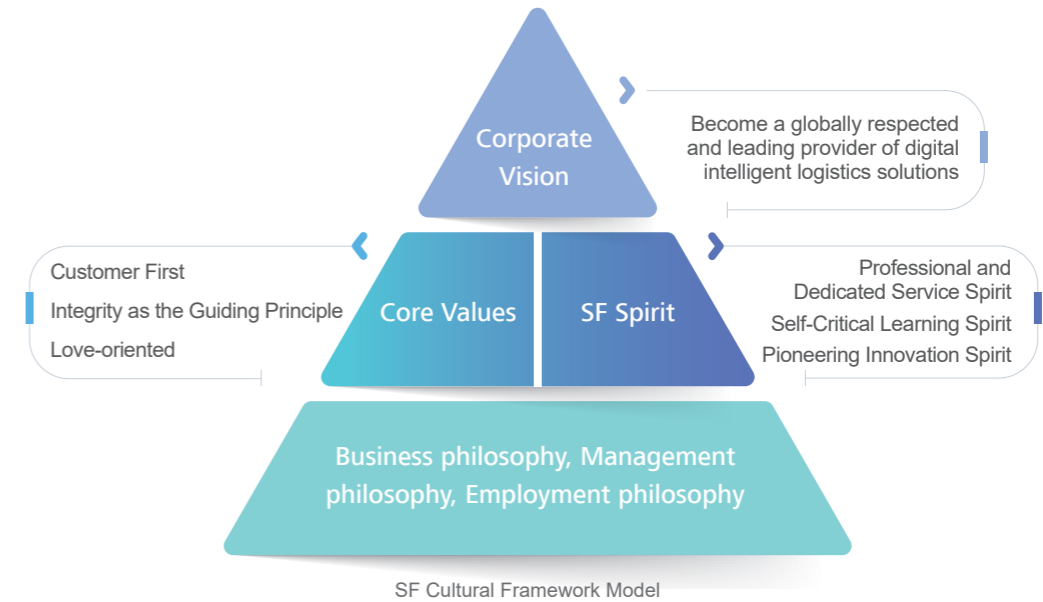 Corporate
Vision
Become a globally respected
and leading provider of digital
intelligent logistics solutions
Customer First
Integrity as the Guiding Principle
Love-oriented
Core Values
SF Spirit
Professional and
Dedicated Service Spirit
Self-Critical Learning Spirit
Pioneering Innovation Spirit
Business philosophy, Management
philosophy, Employment philosophy
SF Cultural Framework Model